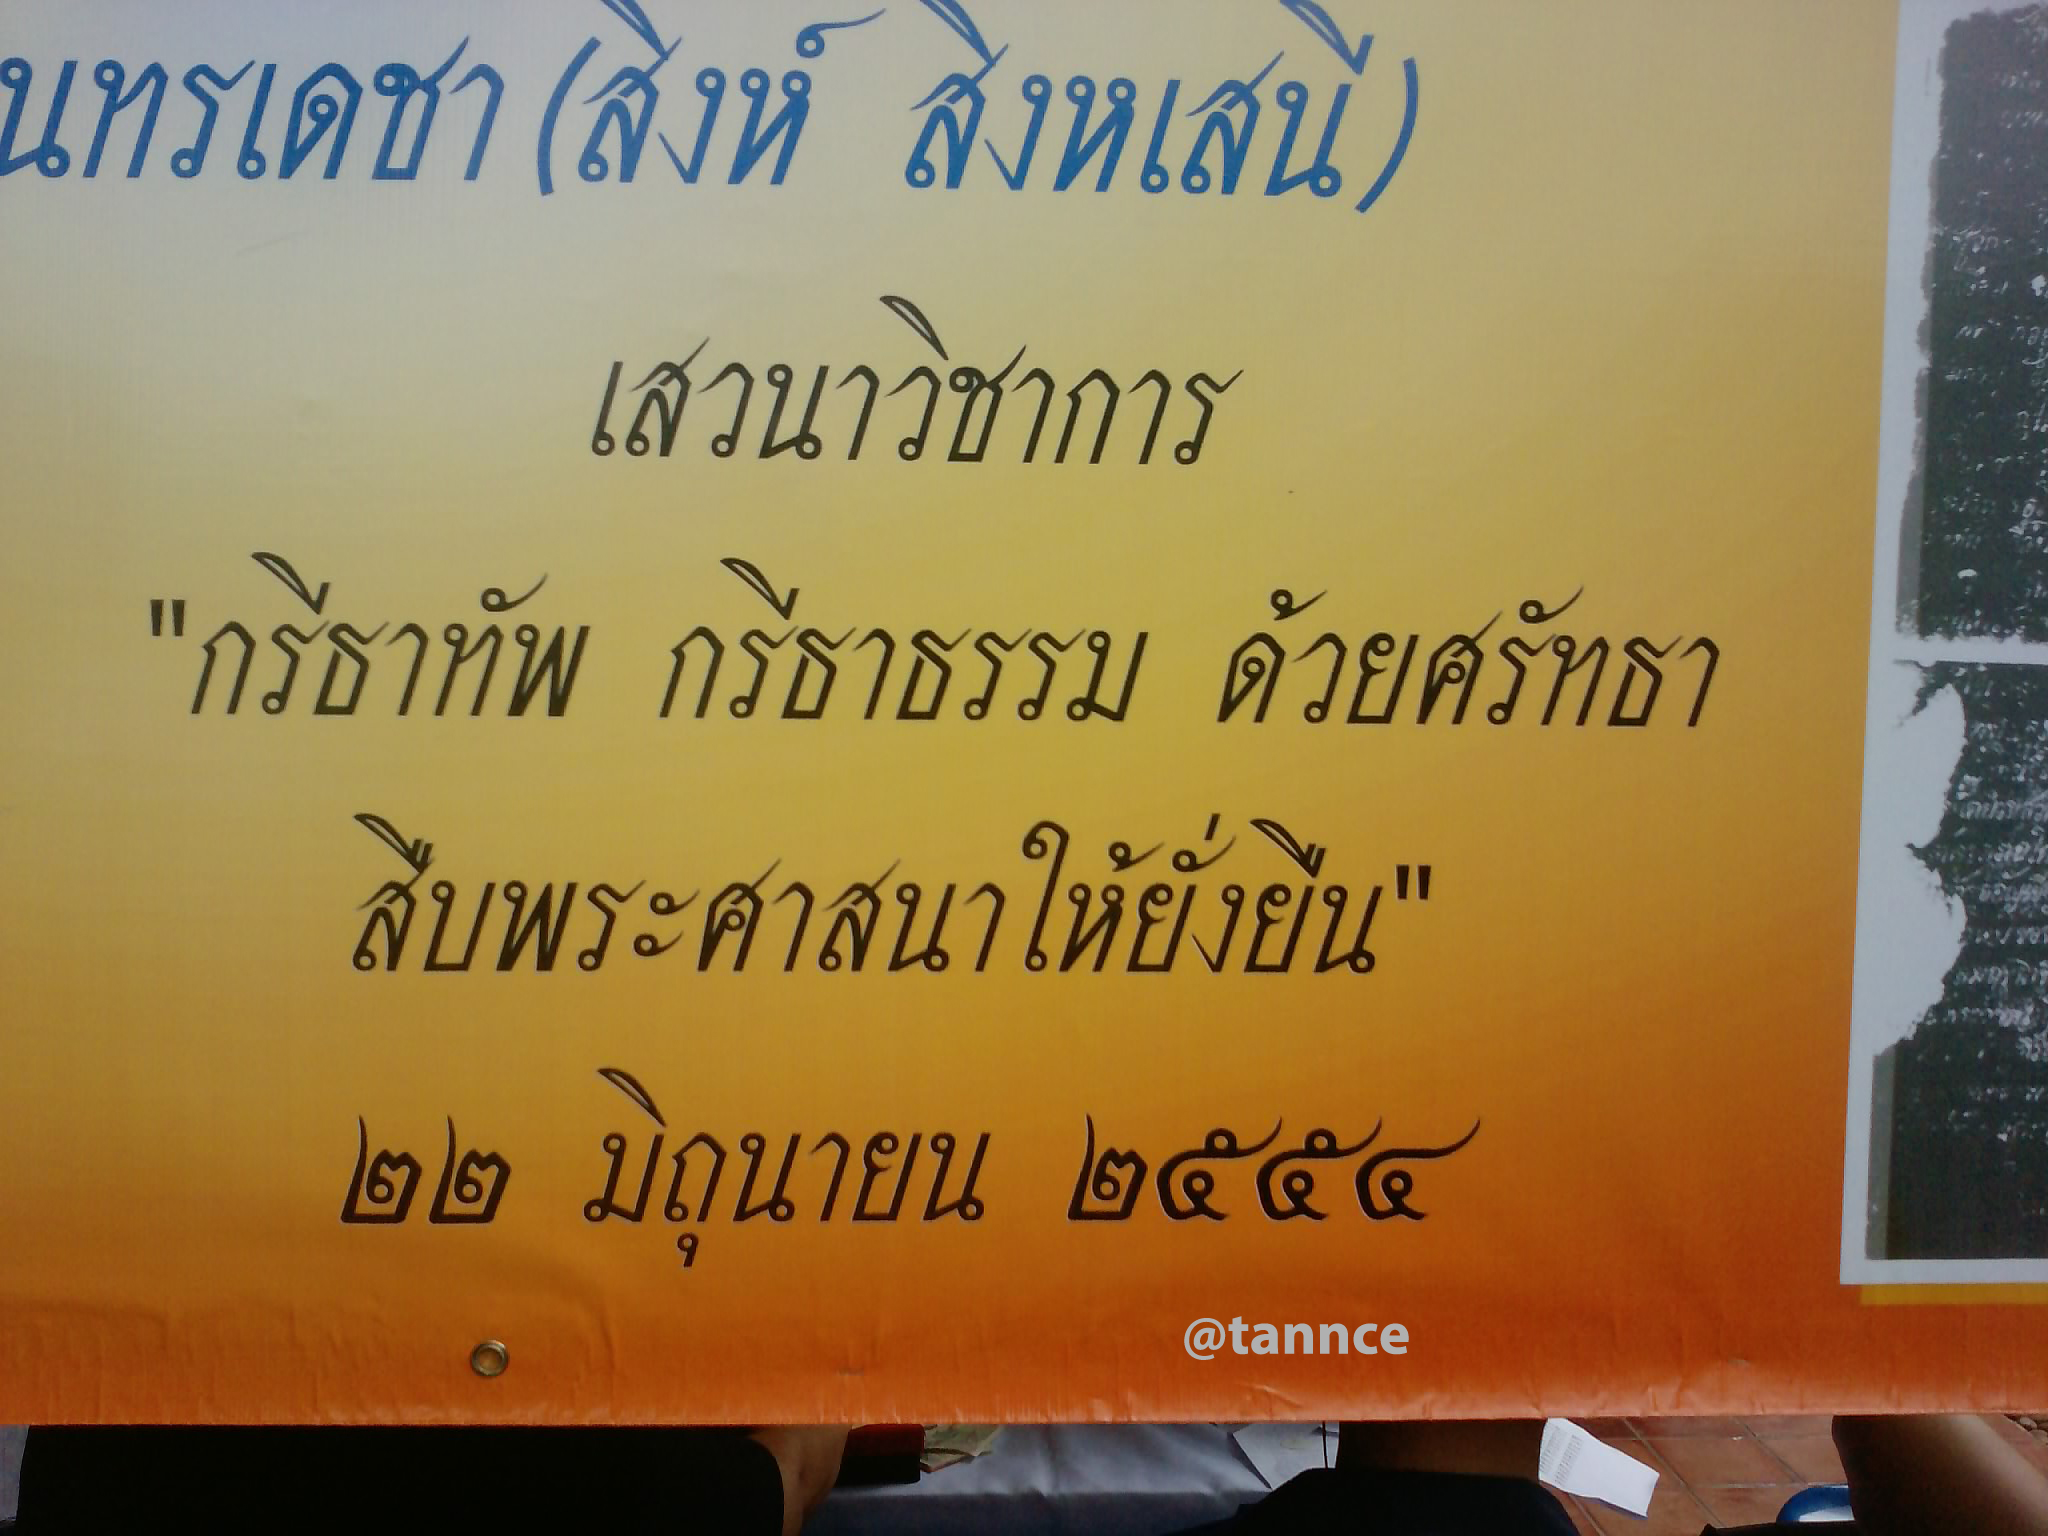 นทรเดชา (สิงห์ สิงหเสนี)
เสวนาวิชาการ
"กรีธาทัพ กรีธาธรรม ด้วยศรัทธา
สืบพระศาสนาให้ยั่งยืน"
๒๒ มิถุนายน ๒๕๕๔
@tannce